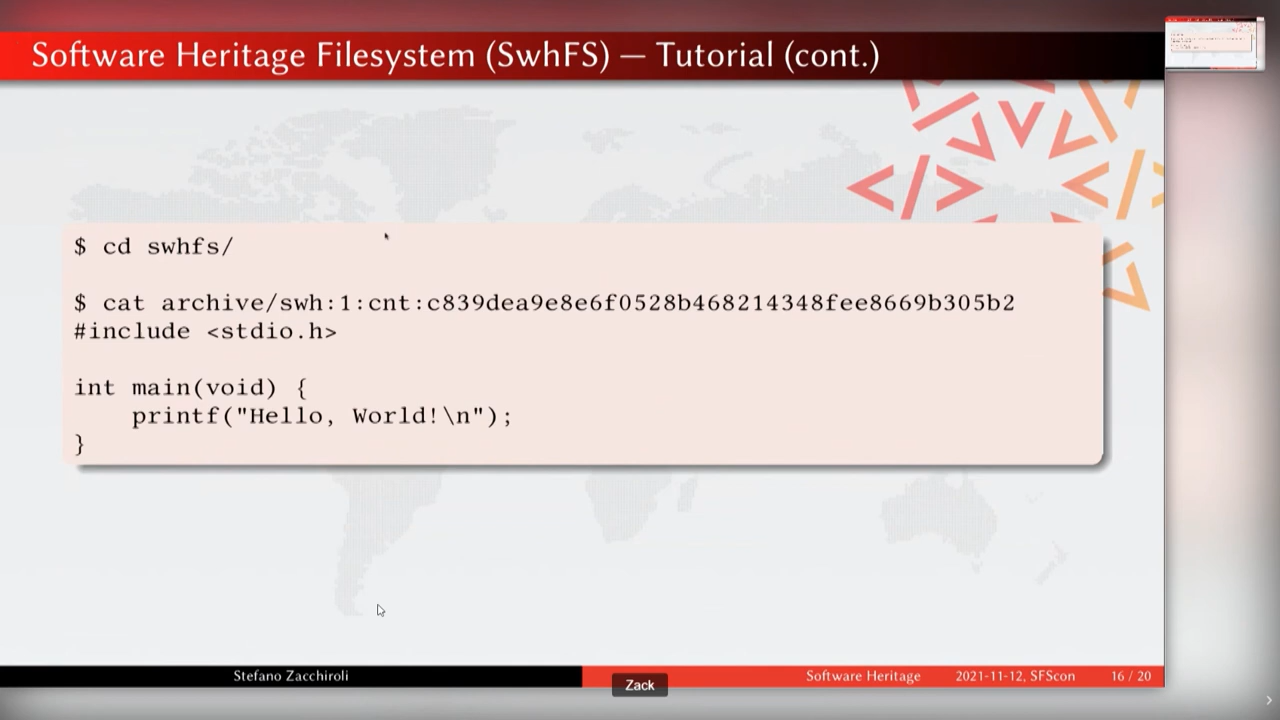 Software Heritage Filesystem (SwhFS) — Tutorial (cont.)
$ cd swhfs/
$ cat archive/swh:1:cnt:c839dea9e8e6f0528b468214348fee8669b305b2
#include <stdio.h>
int main(void) {
    printf("Hello, World!\n");
}
Stefano Zacchiroli
Software Heritage
2021-11-12, SFScon
16 / 20
Zack